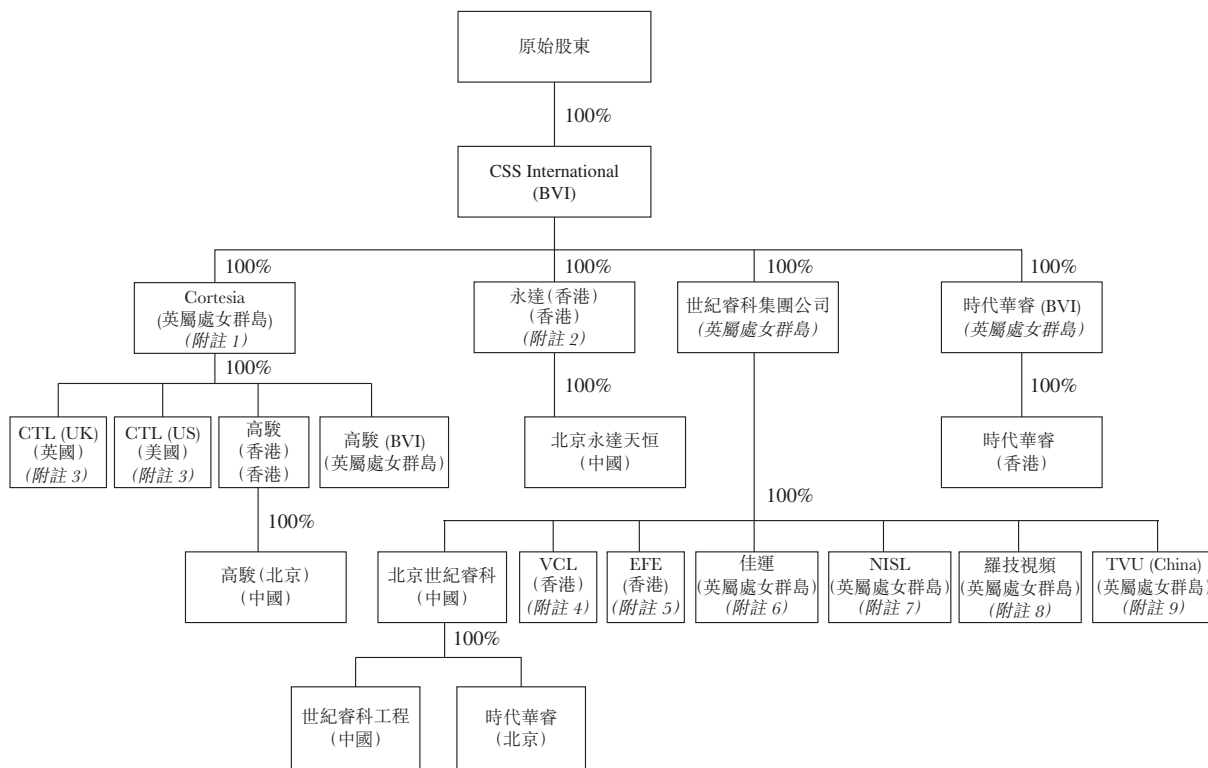 原始股東
100%
CSS International
(BVI)
100%
100%
100%
100%
Cortesia
(英屬處女群島)
(附註 1)
永達(香港)
(香港)
(附註 2)
世紀睿科集團公司
(英屬處女群島)
時代華睿 (BVI)
(英屬處女群島)
100%
100%
100%
CTL (UK)
(英國)
(附註 3)
CTL (US)
(美國)
(附註 3)
高駿
(香港)
(香港)
高駿 (BVI)
(英屬處女群島)
北京永達天恒
(中國)
時代華睿
(香港)
100%
100%
高駿(北京)
(中國)
北京世紀睿科
(中國)
VCL
(香港)
(附註 4)
EFE
(香港)
(附註 5)
佳運
(英屬處女群島)
(附註 6)
NISL
(英屬處女群島)
(附註 7)
羅技視頻
(英屬處女群島)
(附註 8)
TVU (China)
(英屬處女群島)
(附註 9)
100%
世紀睿科工程
(中國)
時代華睿
(北京)